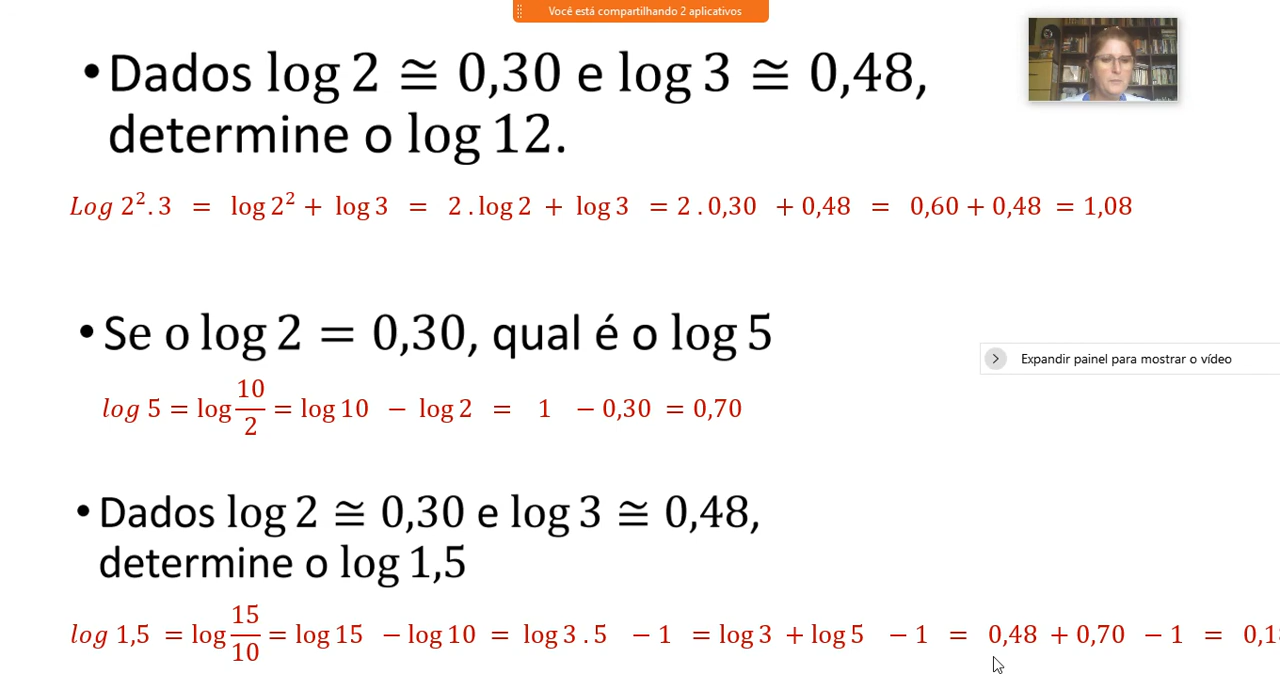 Você está compartilhando 2 aplicativos
• Dados log 2 ≅ 0,30 e log 3 ≅ 0,48,
determine o log 12.
Log 2² . 3 = log 2² + log 3 = 2 . log 2 + log 3 = 2 . 0,30 + 0,48 = 0,60 + 0,48 = 1,08
• Se o log 2 = 0,30, qual é o log 5
Expandir painel para mostrar o vídeo
log 5 = log 10/2 = log 10 − log 2 = 1 − 0,30 = 0,70
• Dados log 2 ≅ 0,30 e log 3 ≅ 0,48,
determine o log 1,5
log 1,5 = log 15/10 = log 15 − log 10 = log 3 . 5 − 1 = log 3 + log 5 − 1 = 0,48 + 0,70 − 1 =